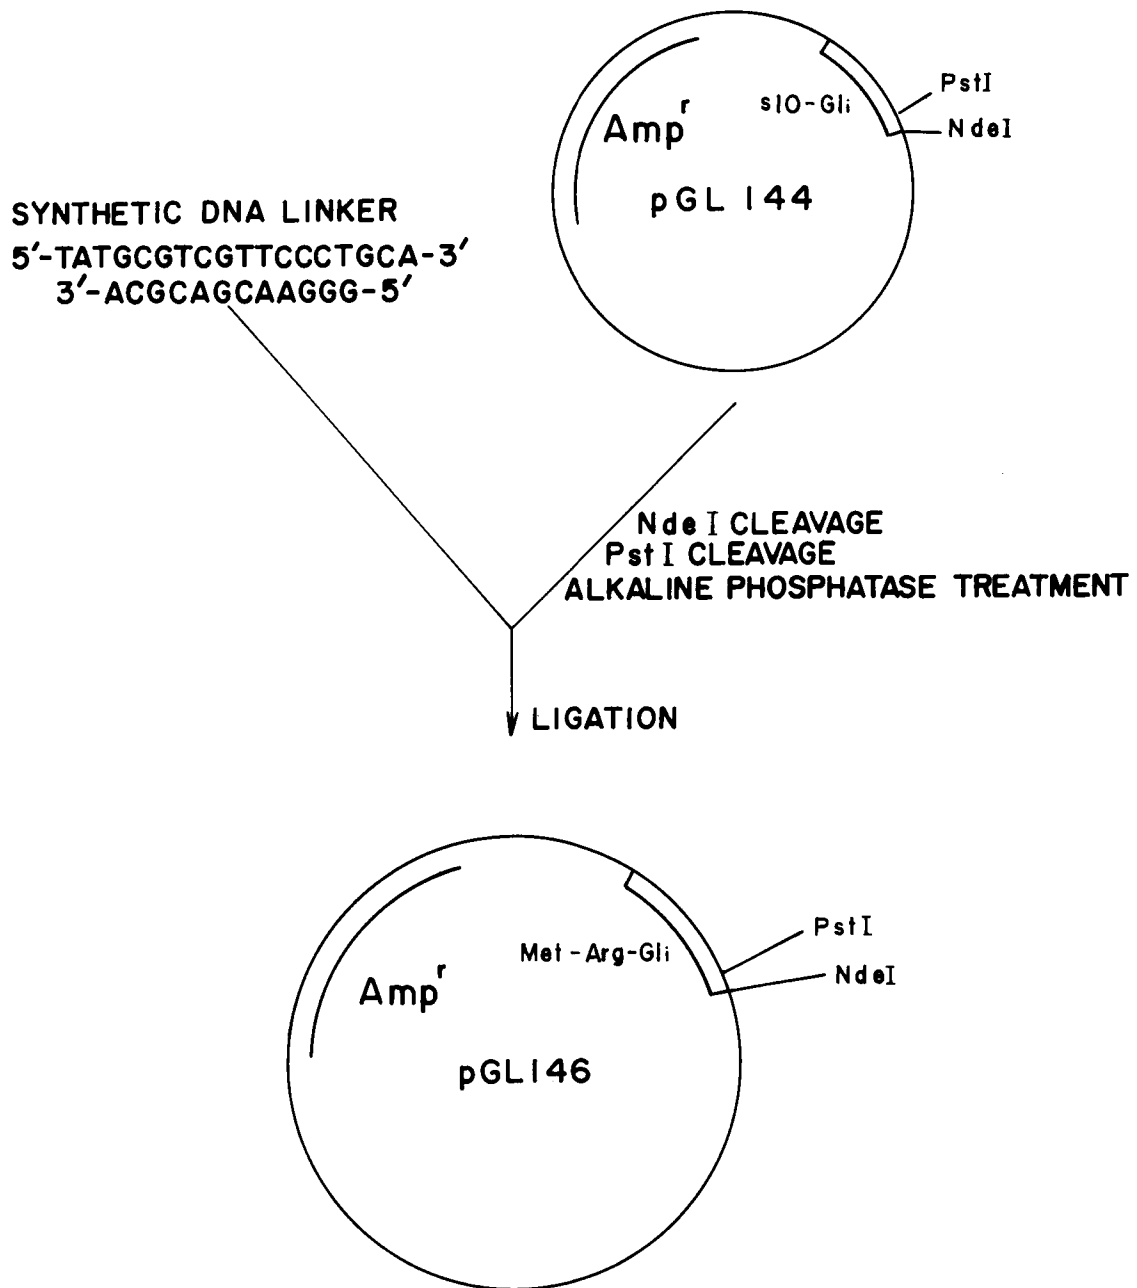 PstI
s10-Gli
NdeI
Amp^r
pGL 144
SYNTHETIC DNA LINKER
5'-TATGCGTCGTTCCCTGCA-3'
3'-ACGCAGCAAGGG-5'
NdeI CLEAVAGE
PstI CLEAVAGE
ALKALINE PHOSPHATASE TREATMENT
LIGATION
PstI
Met-Arg-Gli
NdeI
Amp^r
pGL146